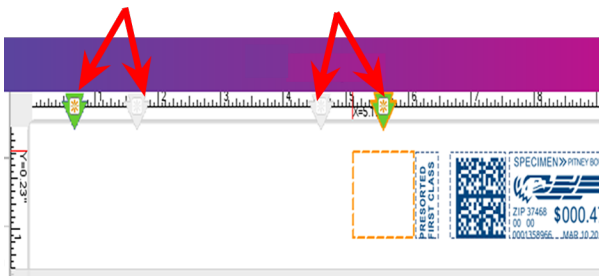 1 2 3 4 5 6 7 8
X=5.1
Y=0.23"
1
PRESORTED
FIRST CLASS
SPECIMEN PITNEY BO
ZIP 37468
00 00
$000.4
0001358966 MAR 10 20